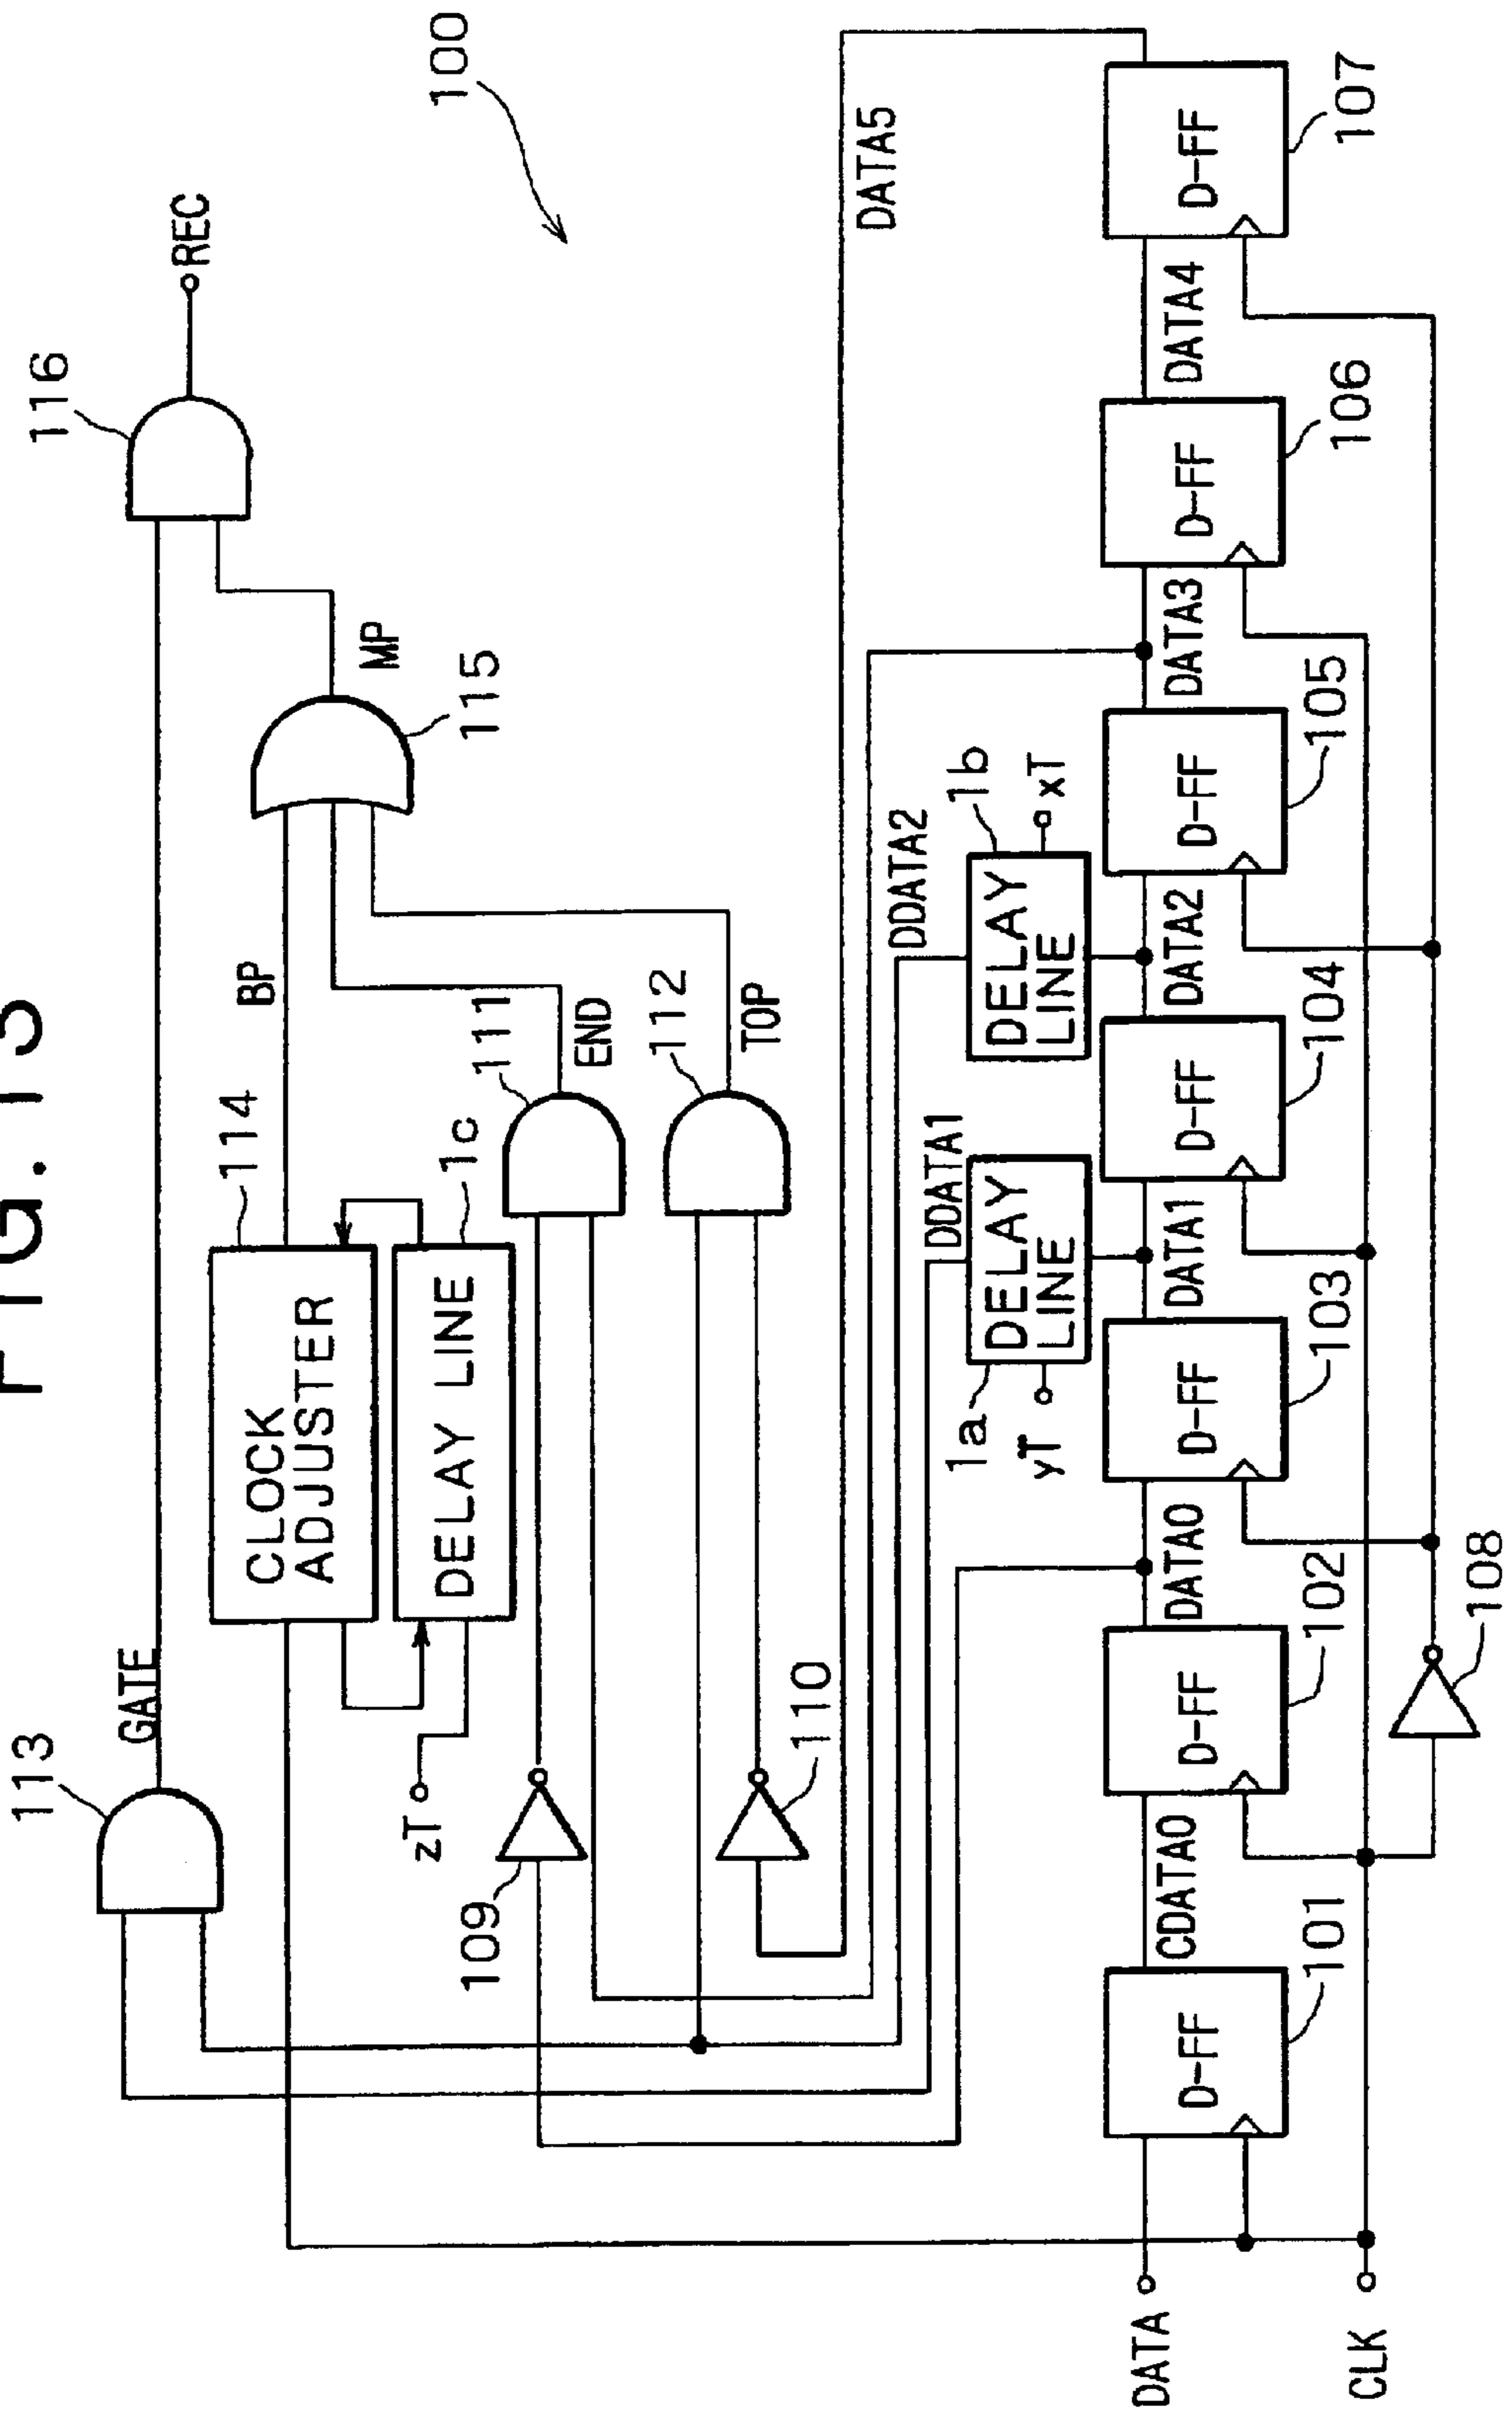 FIG.
113
GATE
116
REC
114
BP
CLOCK
ADJUSTER
MP
115
100
zT
DELAY LINE
1c
109
111
END
110
112
TOP
DATA5
DDATA2
DDATA1
1a
yT
DELAY
LINE
DELAY
LINE
1b
xT
DATA
CDATA0
DATA0
DATA1
DATA2
DATA3
DATA4
D-FF
D-FF
D-FF
D-FF
D-FF
D-FF
D-FF
101
102
103
104
105
106
107
CLK
108